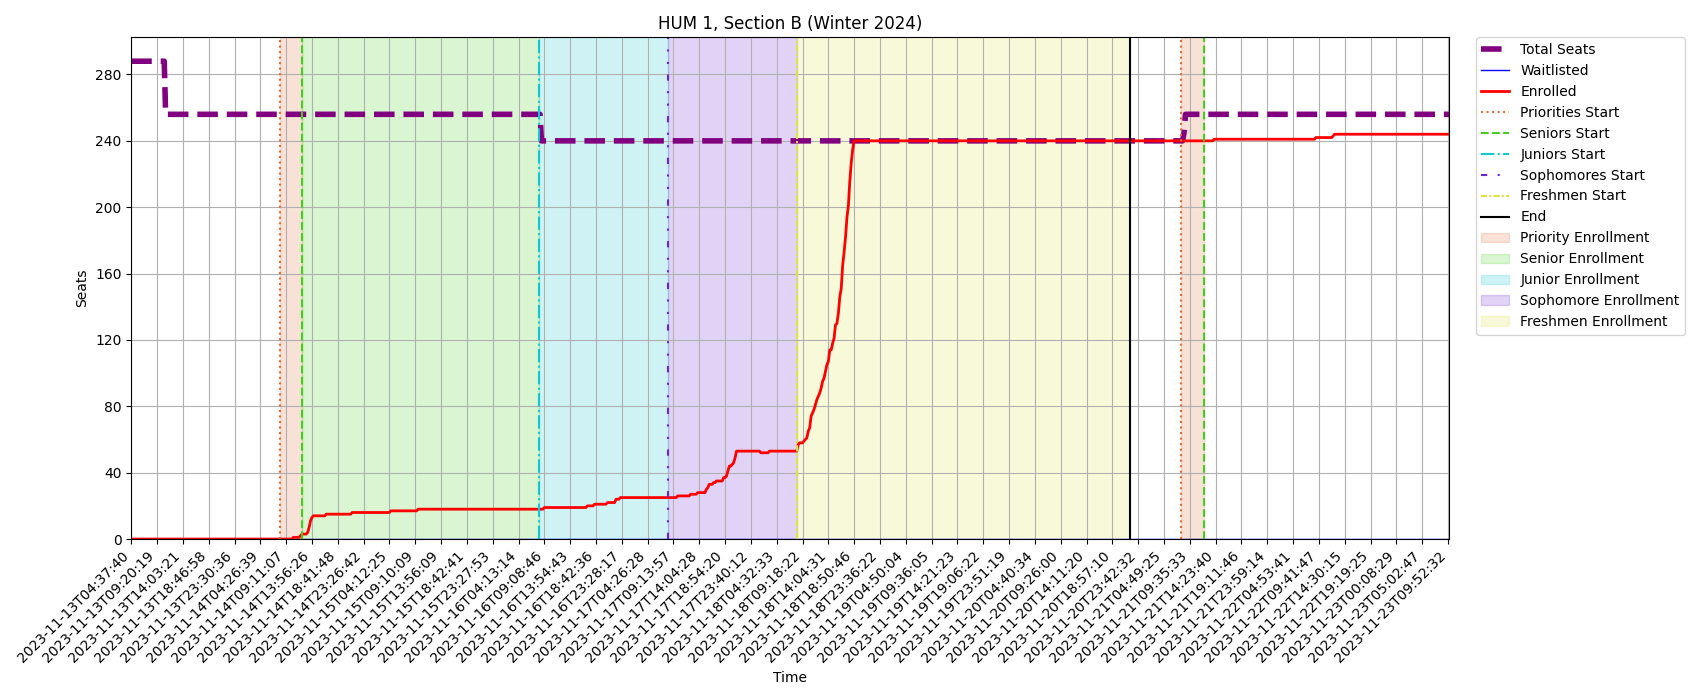 HUM 1, Section B (Winter 2024)
Total Seats
Waitlisted
Enrolled
Priorities Start
Seniors Start
Juniors Start
Sophomores Start
Freshmen Start
End
Priority Enrollment
Senior Enrollment
Junior Enrollment
Sophomore Enrollment
Freshmen Enrollment
Seats
280
240
200
160
120
80
40
0
2023-11-13T04:37:40
2023-11-13T09:20:19
2023-11-13T14:03:21
2023-11-13T18:46:58
2023-11-13T23:30:36
2023-11-14T04:26:39
2023-11-14T09:11:07
2023-11-14T13:56:26
2023-11-14T18:41:48
2023-11-14T23:26:42
2023-11-15T04:12:25
2023-11-15T09:10:09
2023-11-15T13:56:09
2023-11-15T18:42:41
2023-11-15T23:27:53
2023-11-16T04:13:14
2023-11-16T09:08:46
2023-11-16T13:54:43
2023-11-16T18:42:36
2023-11-16T23:28:17
2023-11-17T04:26:28
2023-11-17T09:13:57
2023-11-17T14:04:28
2023-11-17T18:54:20
2023-11-17T23:40:12
2023-11-18T04:32:33
2023-11-18T09:18:22
2023-11-18T14:04:31
2023-11-18T18:50:46
2023-11-18T23:36:22
2023-11-19T04:50:04
2023-11-19T09:36:05
2023-11-19T14:21:23
2023-11-19T19:06:22
2023-11-19T23:51:19
2023-11-20T04:40:34
2023-11-20T09:26:00
2023-11-20T14:11:20
2023-11-20T18:57:10
2023-11-20T23:42:32
2023-11-21T04:49:25
2023-11-21T09:35:33
2023-11-21T14:23:40
2023-11-21T19:11:46
2023-11-21T23:59:14
2023-11-22T04:53:41
2023-11-22T09:41:47
2023-11-22T14:30:15
2023-11-22T19:19:25
2023-11-23T00:08:29
2023-11-23T05:02:47
2023-11-23T09:52:32
Time